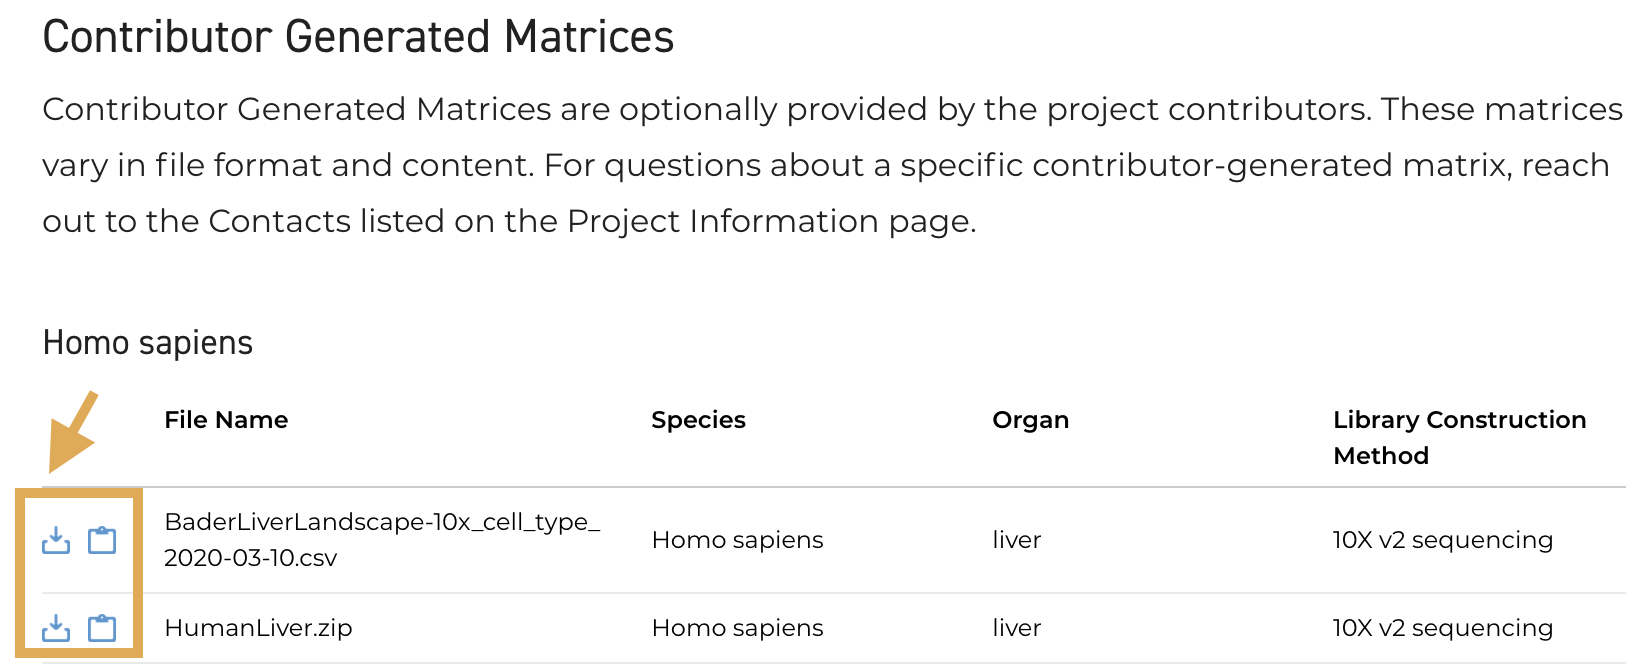 Contributor Generated Matrices
Contributor Generated Matrices are optionally provided by the project contributors. These matrices
vary in file format and content. For questions about a specific contributor-generated matrix, reach
out to the Contacts listed on the Project Information page.
Homo sapiens
File Name Species Organ Library Construction
Method
BaderLiverLandscape-10x_cell_type_
2020-03-10.csv Homo sapiens liver 10X v2 sequencing
HumanLiver.zip Homo sapiens liver 10X v2 sequencing